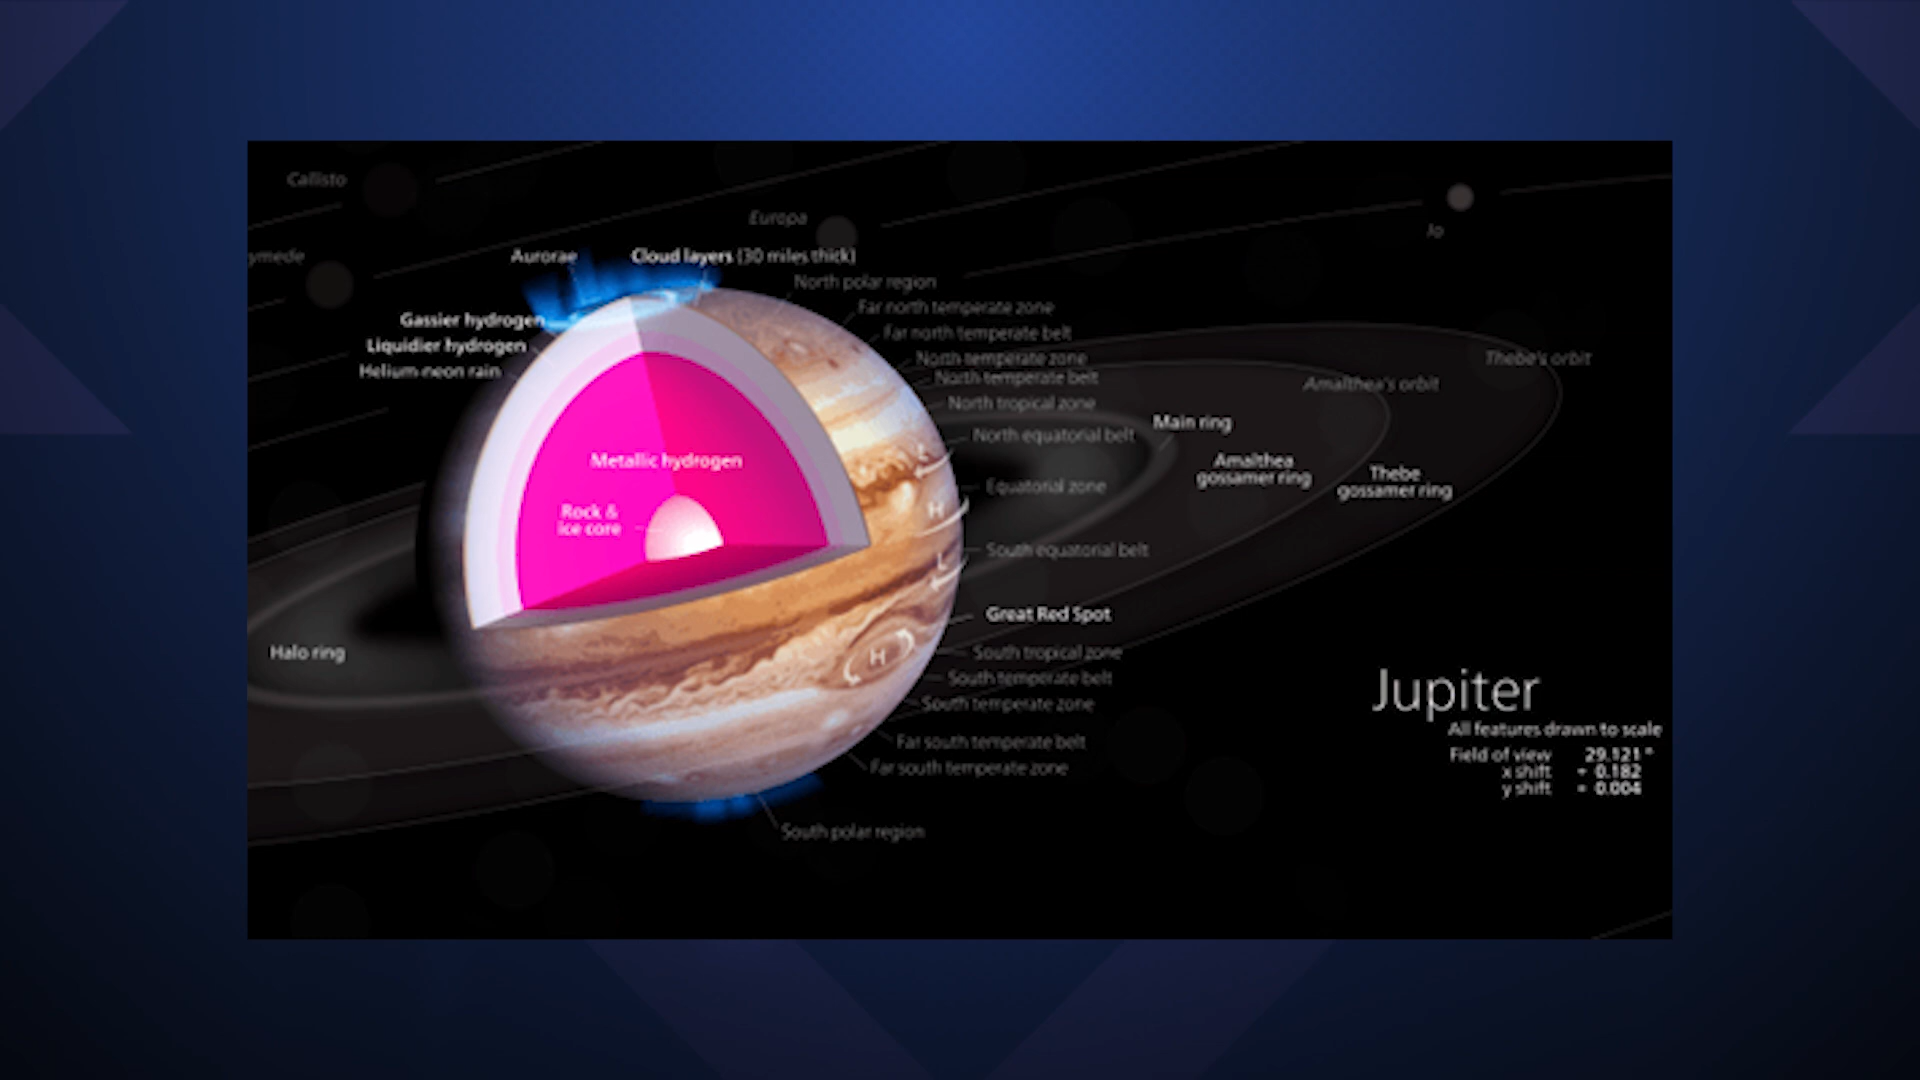 Callisto
Europa
Io
ymede
Aurorae
Cloud layers (30 miles thick)
North polar region
Gassier hydrogen
Far north temperate zone
Liquidier hydrogen
Far north temperate belt
Helium-neon rain
North temperate zone
Thebe's orbit
North temperate belt
Amalthea's orbit
North tropical zone
Main ring
North equatorial belt
L
Metallic hydrogen
Amalthea
gossamer ring
Thebe
gossamer ring
Equatorial zone
H
Rock &
ice core
South equatorial belt
L
Great Red Spot
Halo ring
H
South tropical zone
South temperate belt
South temperate zone
Jupiter
All features drawn to scale
Far south temperate belt
Field of view 29.121°
Far south temperate zone
x shift + 0.182
y shift + 0.004
South polar region